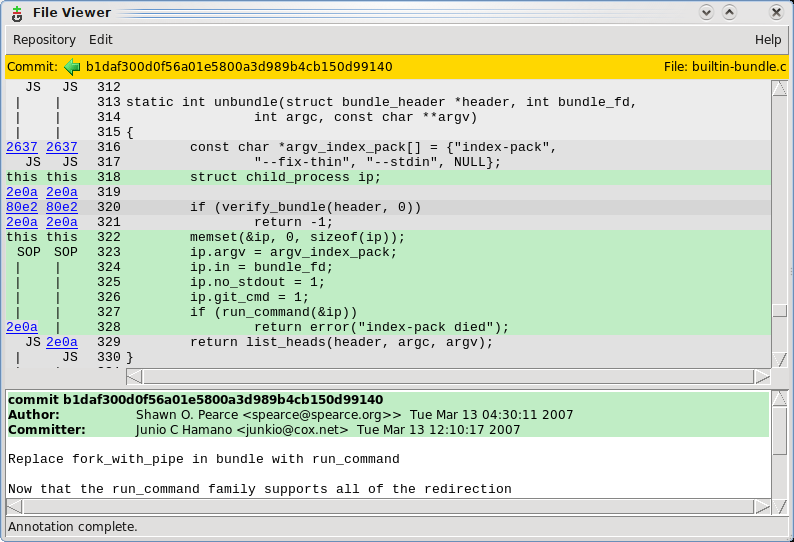 File Viewer
Repository Edit Help
Commit: b1daf300d0f56a01e5800a3d989b4cb150d99140 File: builtin-bundle.c
JS JS 312
| | 313 static int unbundle(struct bundle_header *header, int bundle_fd,
| | 314 int argc, const char **argv)
| | 315 {
2637 2637 316 const char *argv_index_pack[] = {"index-pack",
JS JS 317 "--fix-thin", "--stdin", NULL};
this this 318 struct child_process ip;
2e0a 2e0a 319
80e2 80e2 320 if (verify_bundle(header, 0))
2e0a 2e0a 321 return -1;
this this 322 memset(&ip, 0, sizeof(ip));
SOP SOP 323 ip.argv = argv_index_pack;
| | 324 ip.in = bundle_fd;
| | 325 ip.no_stdout = 1;
| | 326 ip.git_cmd = 1;
| | 327 if (run_command(&ip))
2e0a | 328 return error("index-pack died");
JS 2e0a 329 return list_heads(header, argc, argv);
| JS 330 }
commit b1daf300d0f56a01e5800a3d989b4cb150d99140
Author: Shawn O. Pearce <spearce@spearce.org>> Tue Mar 13 04:30:11 2007
Committer: Junio C Hamano <junkio@cox.net> Tue Mar 13 12:10:17 2007
Replace fork_with_pipe in bundle with run_command
Now that the run_command family supports all of the redirection
Annotation complete.